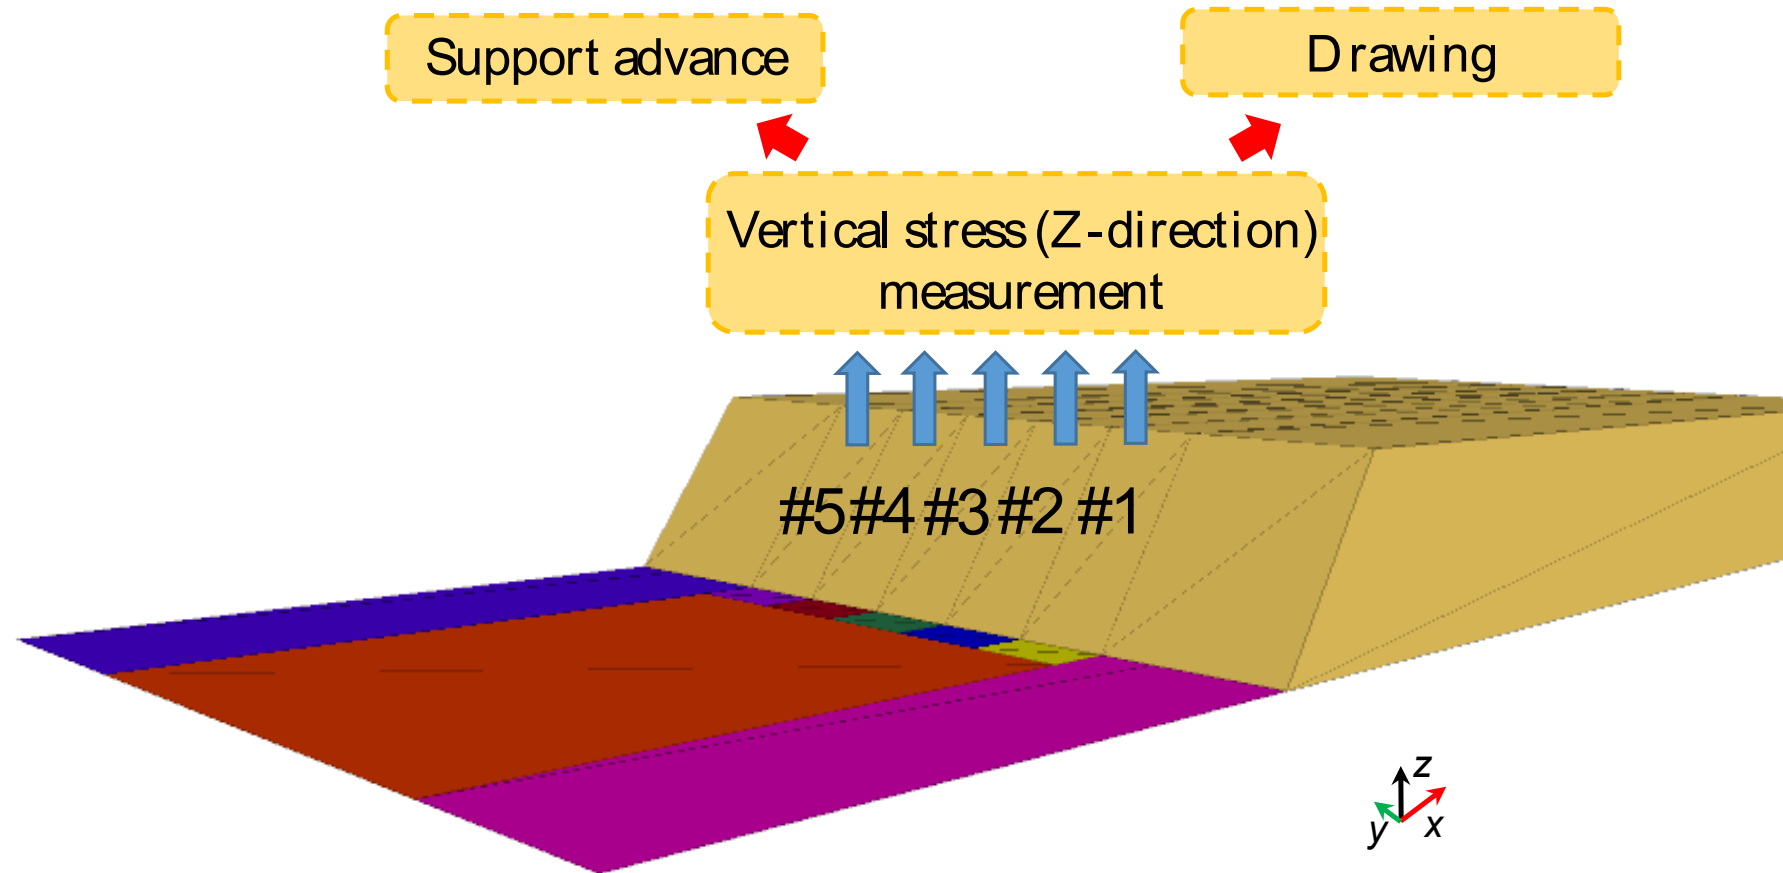 Support advance
Drawing
Vertical stress (Z-direction)
measurement
#5 #4 #3 #2 #1
z
y
x